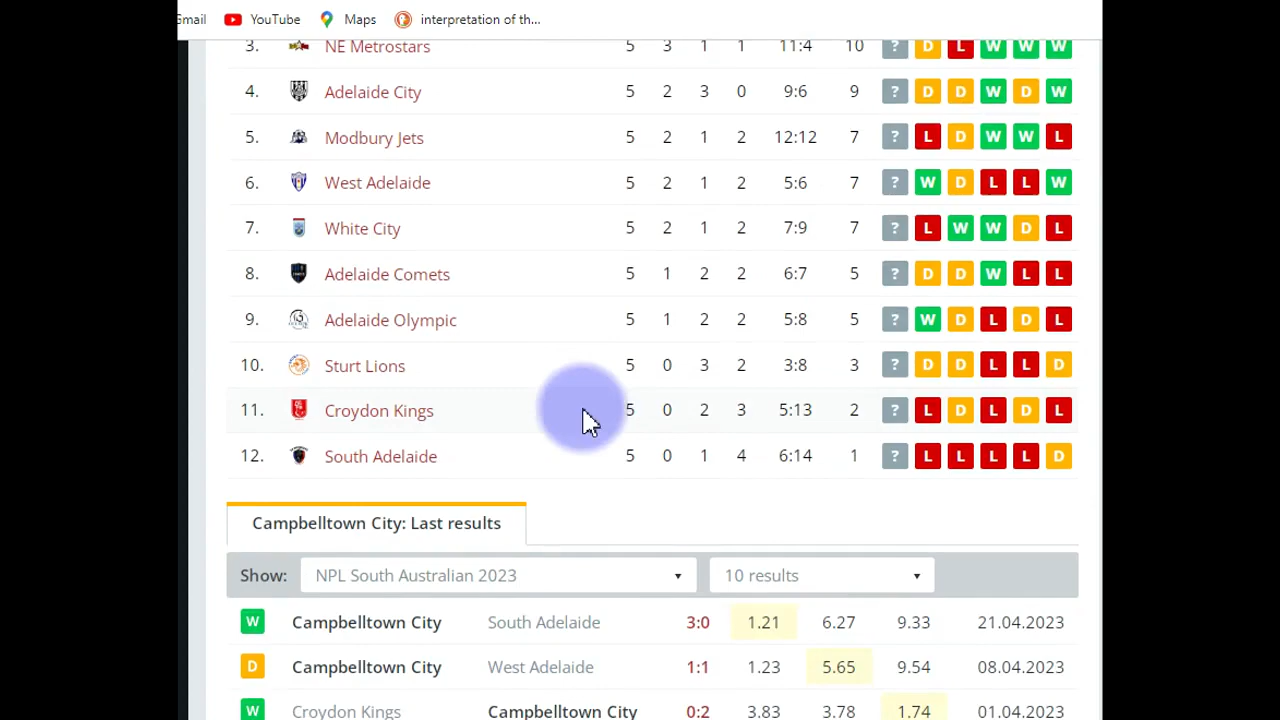 Gmail YouTube Maps interpretation of th...
3. NE Metrostars 5 3 1 1 11:4 10 ? D L W W W
4. Adelaide City 5 2 3 0 9:6 9 ? D D W D W
5. Modbury Jets 5 2 1 2 12:12 7 ? L D W W L
6. West Adelaide 5 2 1 2 5:6 7 ? W D L L W
7. White City 5 2 1 2 7:9 7 ? L W W D L
8. Adelaide Comets 5 1 2 2 6:7 5 ? D D W L L
9. Adelaide Olympic 5 1 2 2 5:8 5 ? W D L D L
10. Sturt Lions 5 0 3 2 3:8 3 ? D D L L D
11. Croydon Kings 5 0 2 3 5:13 2 ? L D L D L
12. South Adelaide 5 0 1 4 6:14 1 ? L L L L D
Campbelltown City: Last results
Show: NPL South Australian 2023 10 results
W Campbelltown City South Adelaide 3:0 1.21 6.27 9.33 21.04.2023
D Campbelltown City West Adelaide 1:1 1.23 5.65 9.54 08.04.2023
W Croydon Kings Campbelltown City 0:2 3.83 3.78 1.74 01.04.2023